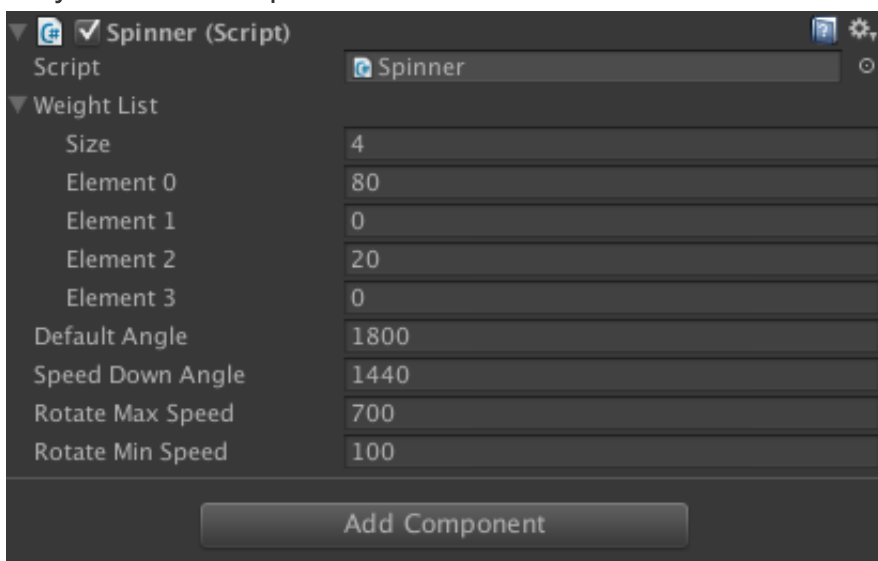 Spinner (Script)
Script Spinner
Weight List
Size 4
Element 0 80
Element 1 0
Element 2 20
Element 3 0
Default Angle 1800
Speed Down Angle 1440
Rotate Max Speed 700
Rotate Min Speed 100
Add Component